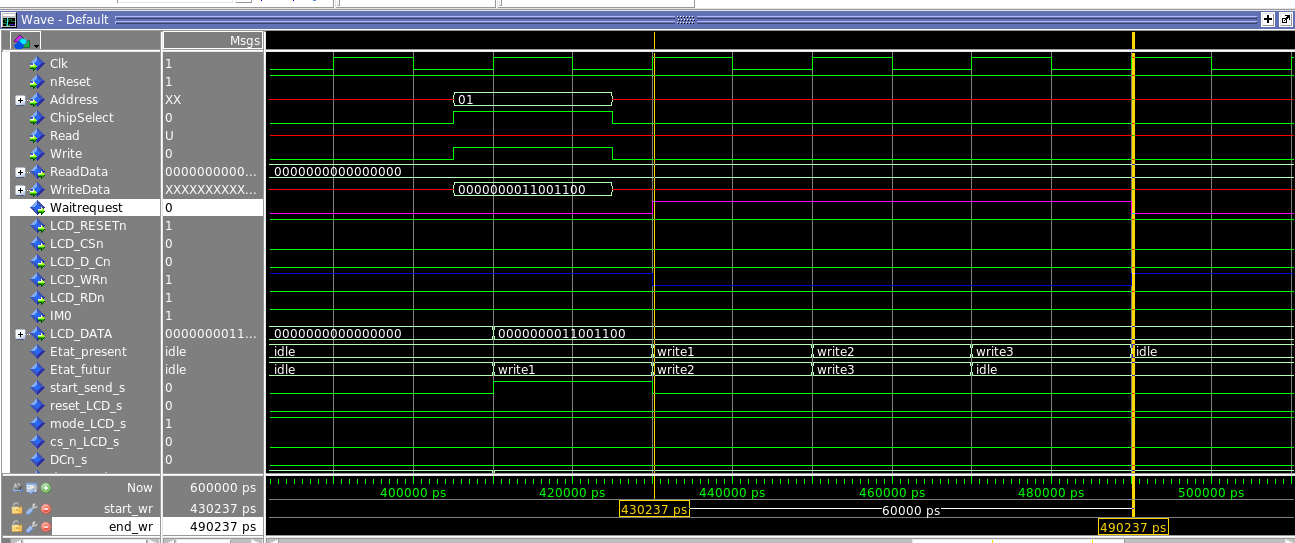 Wave - Default
Msgs
Clk 1
nReset 1
Address XX 01
ChipSelect 0
Read U
Write 0
ReadData 0000000000... 0000000000000000
WriteData XXXXXXXXXX... 0000000011001100
Waitrequest 0
LCD_RESETn 1
LCD_CSn 0
LCD_D_Cn 0
LCD_WRn 1
LCD_RDn 1
IM0 1
LCD_DATA 0000000011... 0000000000000000 0000000011001100
Etat_present idle idle write1 write2 write3 idle
Etat_futur idle idle write1 write2 write3 idle
start_send_s 0
reset_LCD_s 0
mode_LCD_s 1
cs_n_LCD_s 0
DCn_s 0
Now 600000 ps 400000 ps 420000 ps 440000 ps 460000 ps 480000 ps 500000 ps
start_wr 430237 ps 430237 ps 60000 ps
end_wr 490237 ps 490237 ps